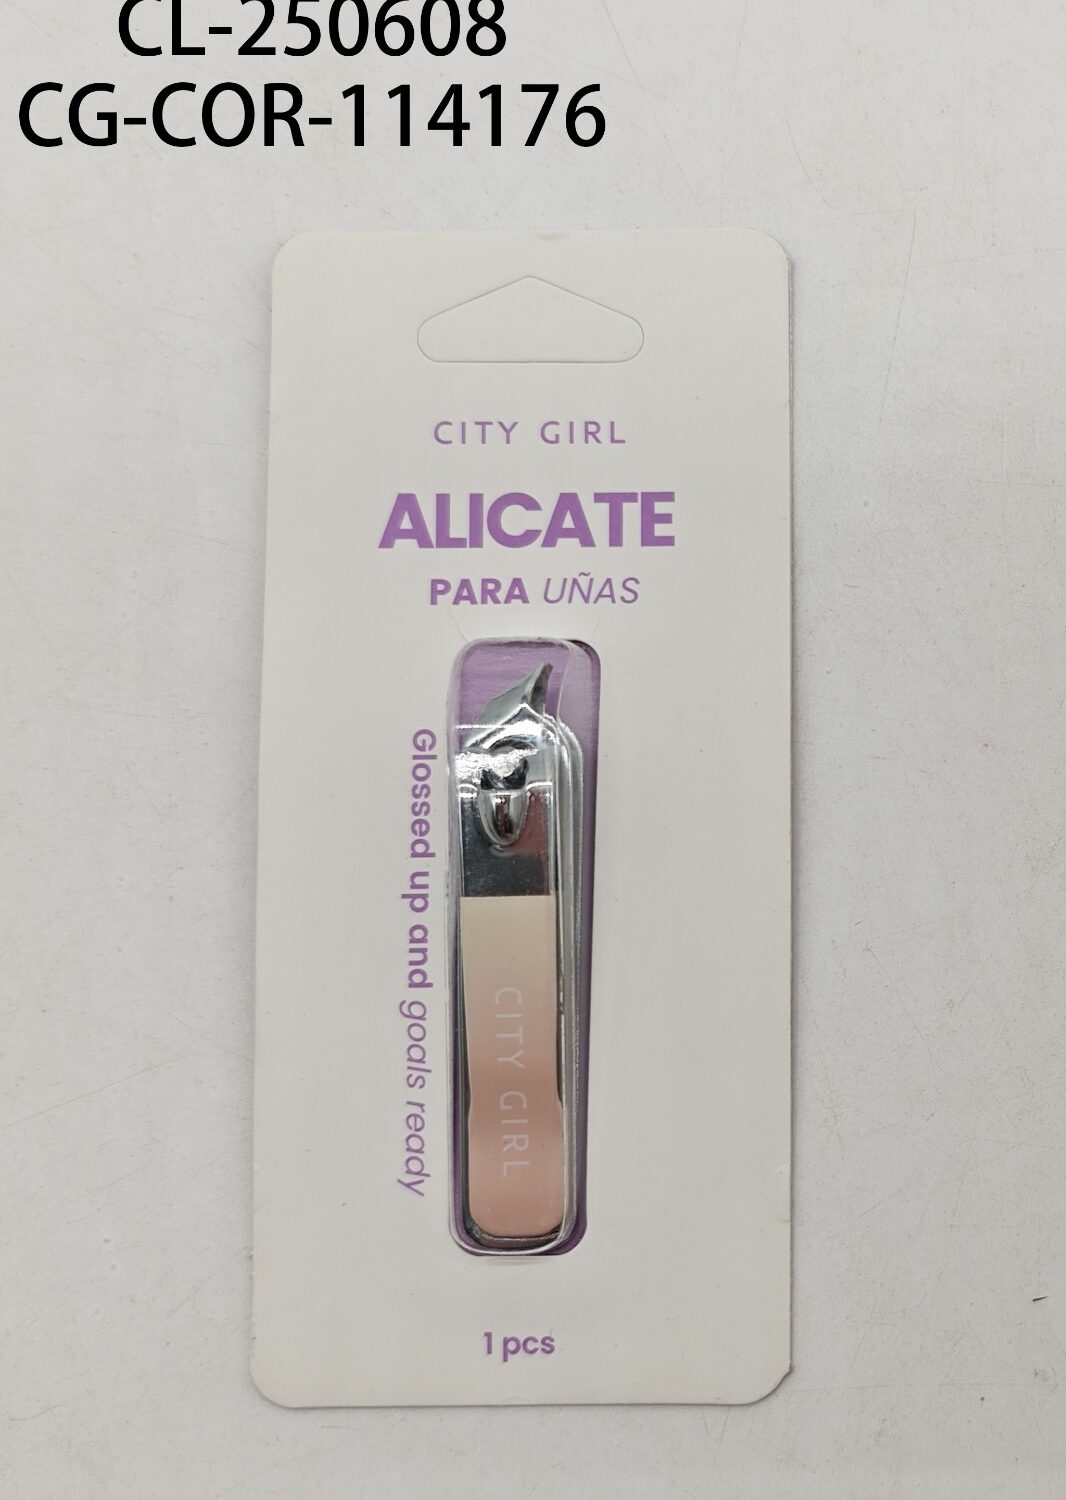 CL-250608
CG-COR-114176
CITY GIRL
ALICATE
PARA UÑAS
Glossed up and goals ready
CITY GIRL
1 pcs